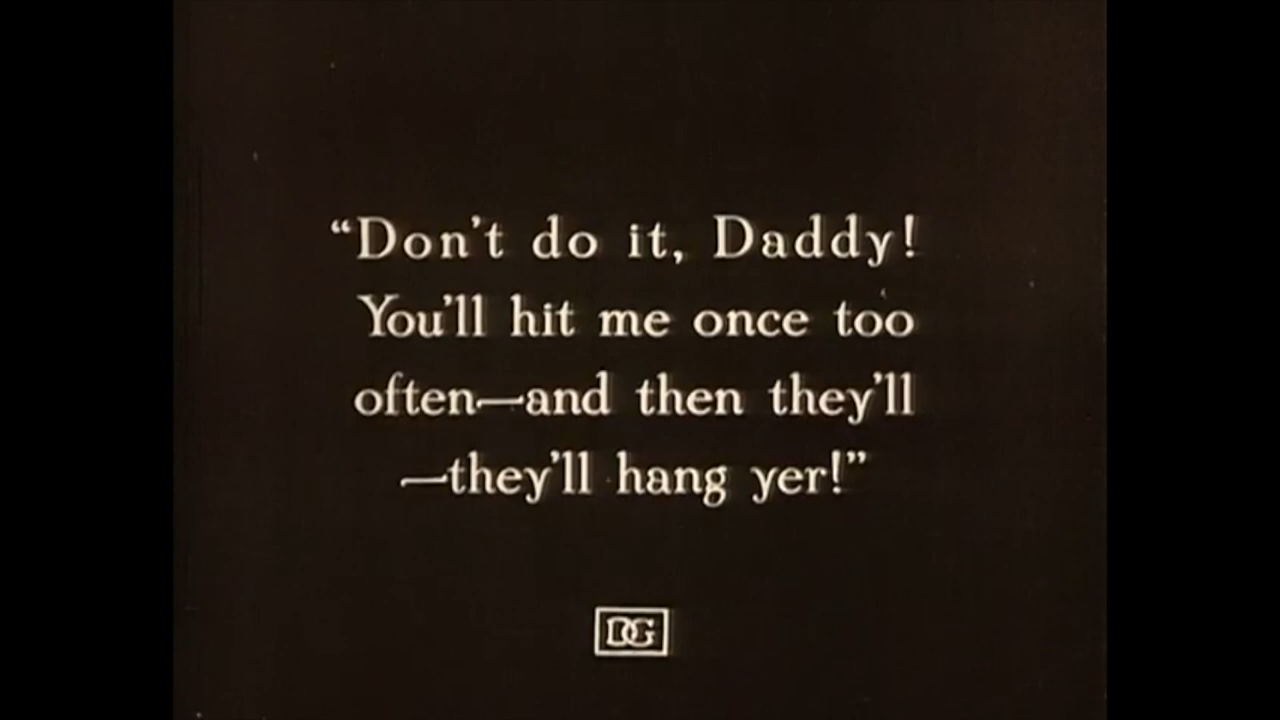 “Don't do it, Daddy!
You'll hit me once too
often—and then they'll
—they'll hang yer!”
DG